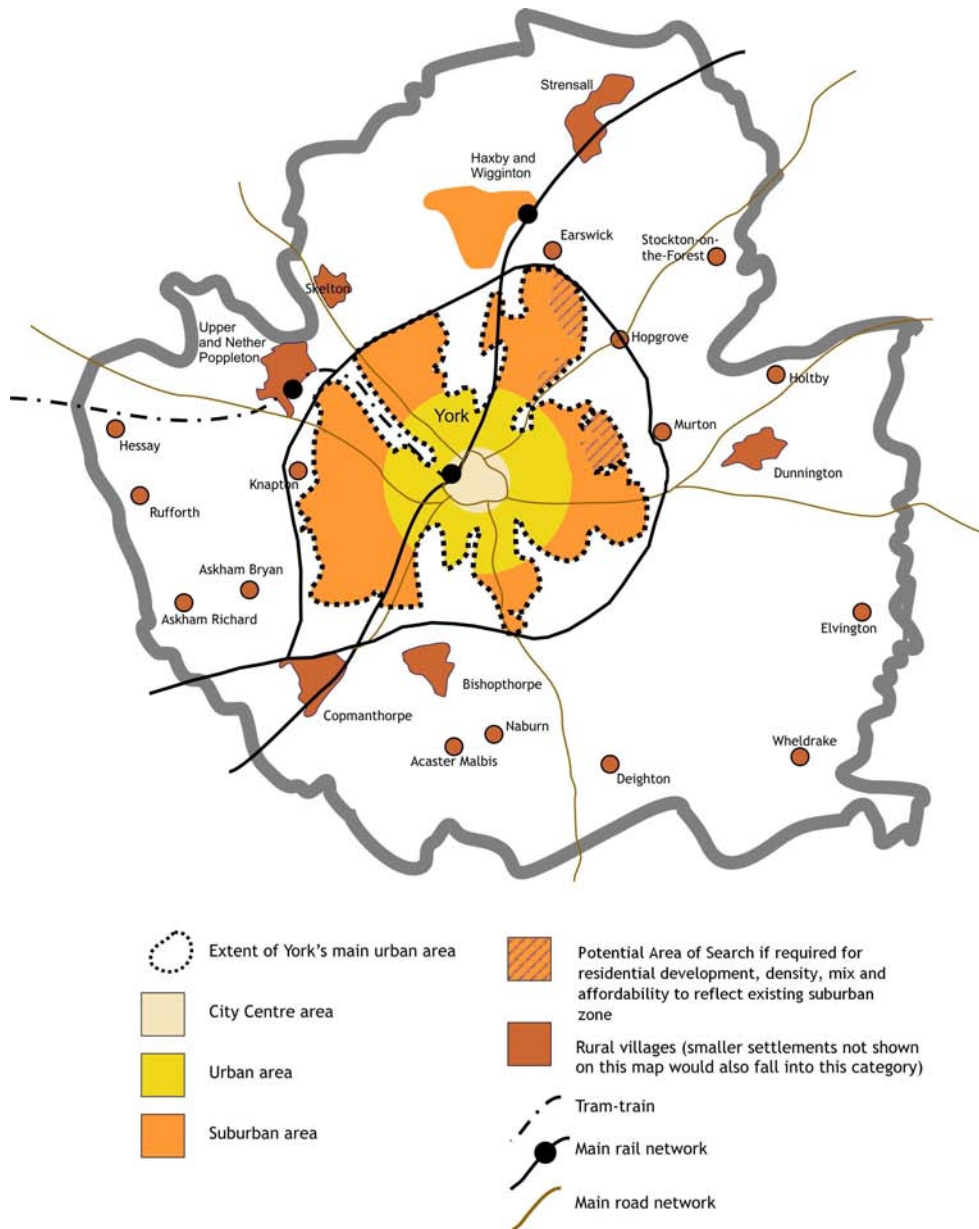 Strensall
Haxby and
Wigginton
Earswick
Stockton-on-
the-Forest
Skelton
Upper
and Nether
Poppleton
Hopgrove
Holtby
York
Murton
Hessay
Dunnington
Knapton
Rufforth
Askham Bryan
Askham Richard
Elvington
Bishopthorpe
Copmanthorpe
Naburn
Acaster Malbis
Wheldrake
Deighton
Extent of York's main urban area
City Centre area
Urban area
Suburban area
Potential Area of Search if required for
residential development, density, mix and
affordability to reflect existing suburban
zone
Rural villages (smaller settlements not shown
on this map would also fall into this category)
Tram-train
Main rail network
Main road network